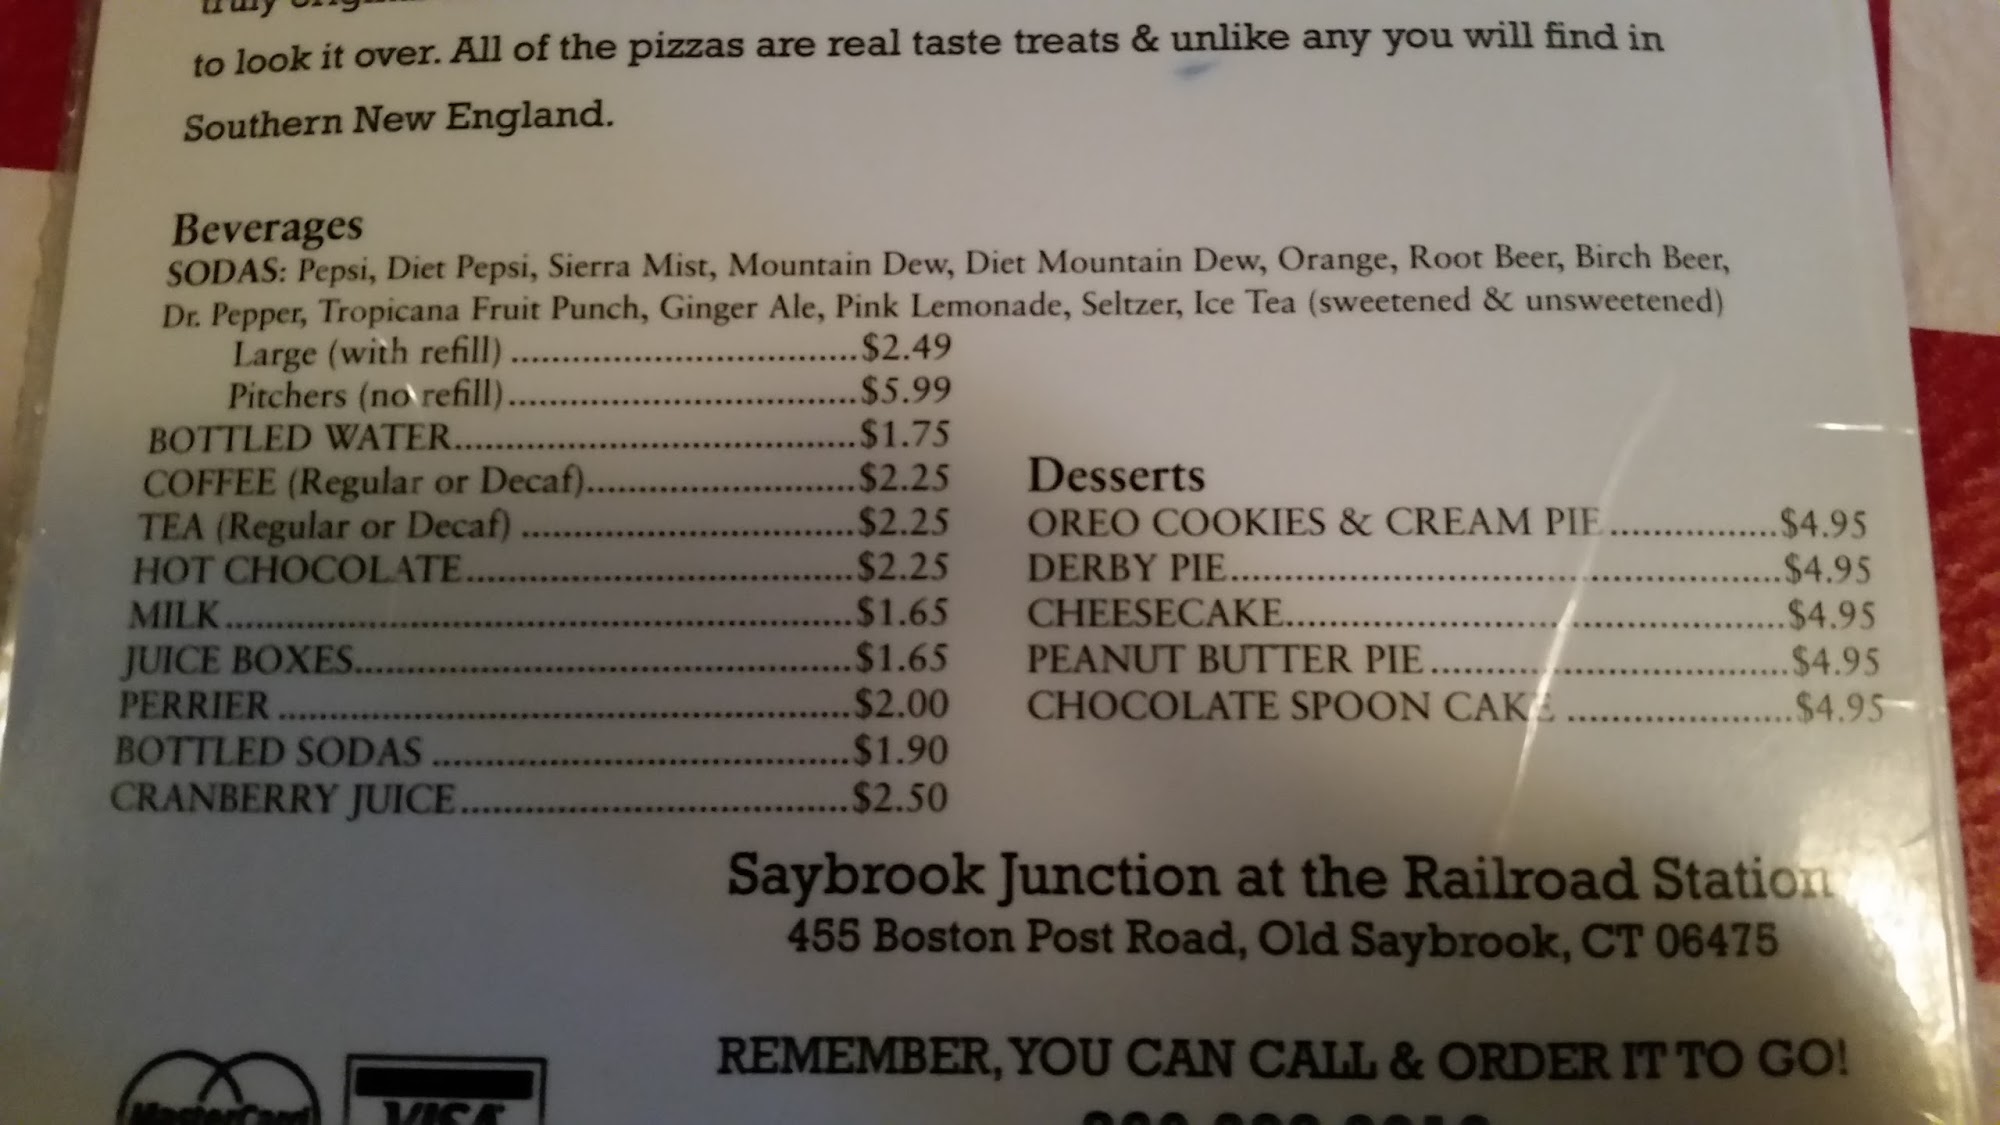 to look it over. All of the pizzas are real taste treats & unlike any you will find in
Southern New England.
Beverages
SODAS: Pepsi, Diet Pepsi, Sierra Mist, Mountain Dew, Diet Mountain Dew, Orange, Root Beer, Birch Beer,
Dr. Pepper, Tropicana Fruit Punch, Ginger Ale, Pink Lemonade, Seltzer, Ice Tea (sweetened & unsweetened)
Large (with refill) ..................................$2.49
Pitchers (no refill)..................................$5.99
BOTTLED WATER.......................................$1.75
COFFEE (Regular or Decaf)..........................$2.25
TEA (Regular or Decaf) ................................$2.25
HOT CHOCOLATE......................................$2.25
MILK.............................................................$1.65
JUICE BOXES................................................$1.65
PERRIER ........................................................$2.00
BOTTLED SODAS .........................................$1.90
CRANBERRY JUICE......................................$2.50
Desserts
OREO COOKIES & CREAM PIE................$4.95
DERBY PIE......................................................$4.95
CHEESECAKE.................................................$4.95
PEANUT BUTTER PIE...................................$4.95
CHOCOLATE SPOON CAKE ......................$4.95
Saybrook Junction at the Railroad Station
455 Boston Post Road, Old Saybrook, CT 06475
REMEMBER, YOU CAN CALL & ORDER IT TO GO!
MasterCard
VISA